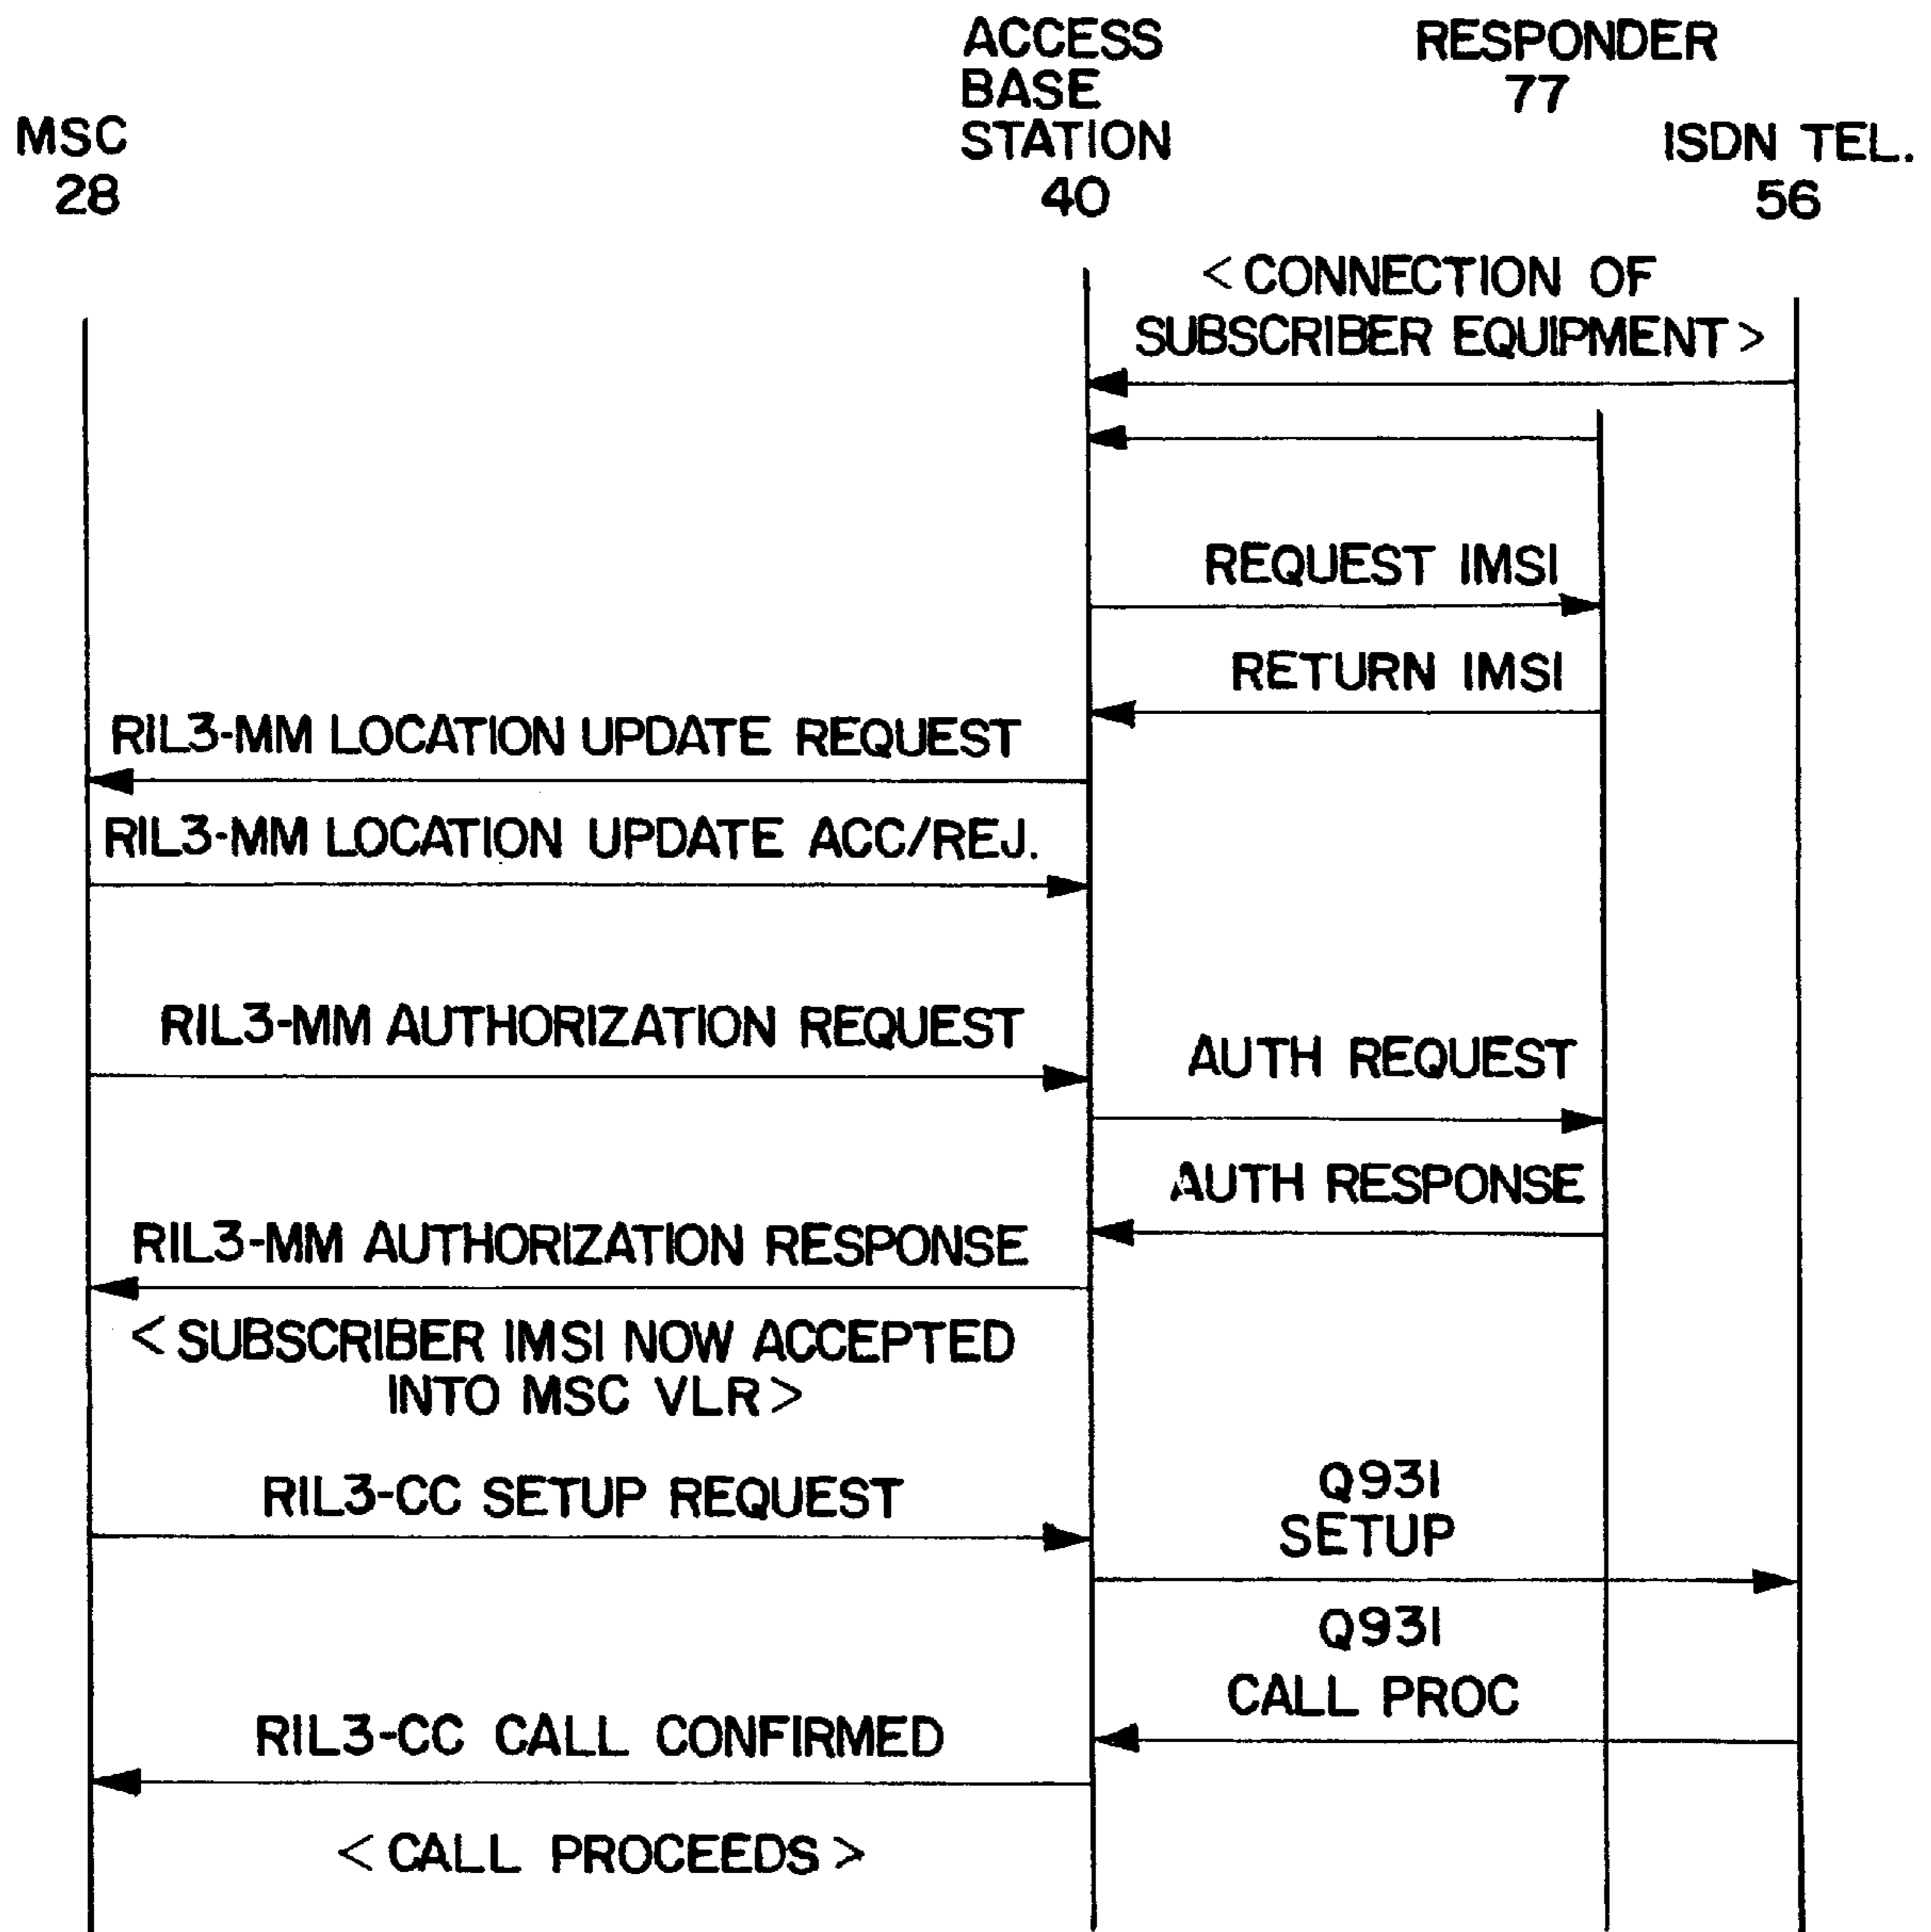 ACCESS
BASE
STATION
40
RESPONDER
77
MSC
28
ISDN TEL.
56
< CONNECTION OF
SUBSCRIBER EQUIPMENT >
REQUEST IMSI
RETURN IMSI
RIL3-MM LOCATION UPDATE REQUEST
RIL3-MM LOCATION UPDATE ACC/REJ.
RIL3-MM AUTHORIZATION REQUEST
AUTH REQUEST
AUTH RESPONSE
RIL3-MM AUTHORIZATION RESPONSE
< SUBSCRIBER IMSI NOW ACCEPTED
INTO MSC VLR >
RIL3-CC SETUP REQUEST
Q931
SETUP
Q931
CALL PROC
RIL3-CC CALL CONFIRMED
< CALL PROCEEDS >